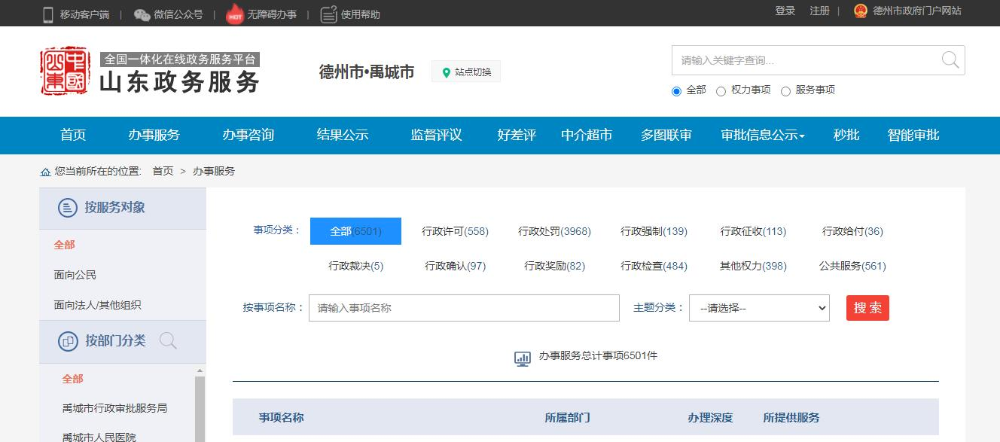 移动客户端 | 微信公众号 | HOT 无障碍办事 | 使用帮助
登录 注册 | 德州市政府门户网站
全国一体化在线政务服务平台
山东政务服务
德州市•禹城市 站点切换
请输入关键字查询...
全部 权力事项 服务事项
首页 办事服务 办事咨询 结果公示 监督评议 好差评 中介超市 多图联审 审批信息公示 秒批 智能审批
您当前所在的位置: 首页 > 办事服务
按服务对象
全部
面向公民
面向法人/其他组织
按部门分类
全部
禹城市行政审批服务局
禹城市人民医院
事项分类: 全部(6501) 行政许可(558) 行政处罚(3968) 行政强制(139) 行政征收(113) 行政给付(36)
行政裁决(5) 行政确认(97) 行政奖励(82) 行政检查(484) 其他权力(398) 公共服务(561)
按事项名称: 请输入事项名称 主题分类: --请选择-- 搜 索
办事服务总计事项6501件
事项名称 所属部门 办理深度 所提供服务